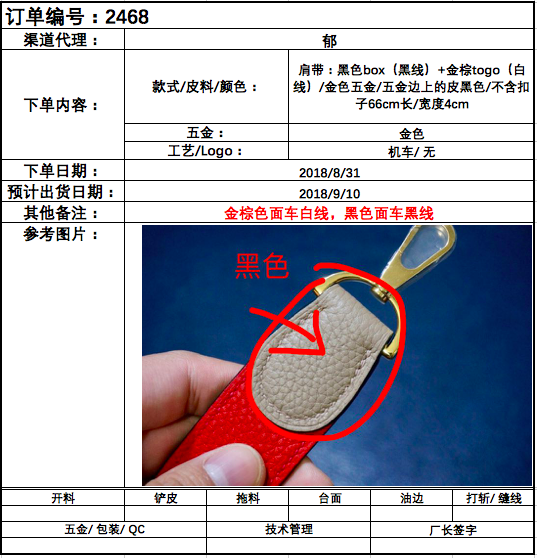 订单编号：2468
渠道代理：
郁
下单内容：
款式/皮料/颜色：
肩带：黑色box（黑线）+金棕togo（白
线）/金色五金/五金边上的皮黑色/不含扣
子66cm长/宽度4cm
五金：
金色
工艺/Logo：
机车/ 无
下单日期：
2018/8/31
预计出货日期：
2018/9/10
其他备注：
金棕色面车白线，黑色面车黑线
参考图片：
黑色
开料
铲皮
拖料
台面
油边
打斩/ 缝线
五金/ 包装/ QC
技术管理
厂长签字